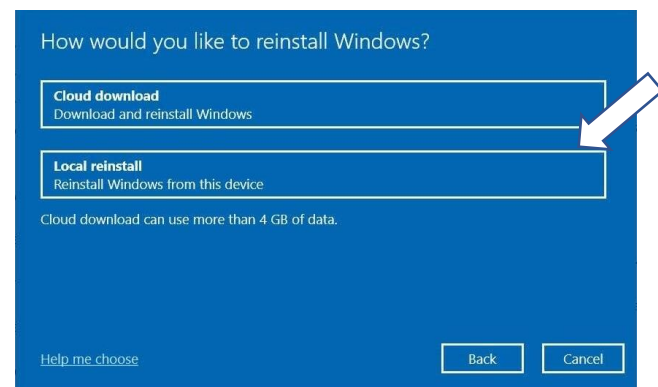 How would you like to reinstall Windows?
Cloud download
Download and reinstall Windows
Local reinstall
Reinstall Windows from this device
Cloud download can use more than 4 GB of data.
Help me choose
Back
Cancel